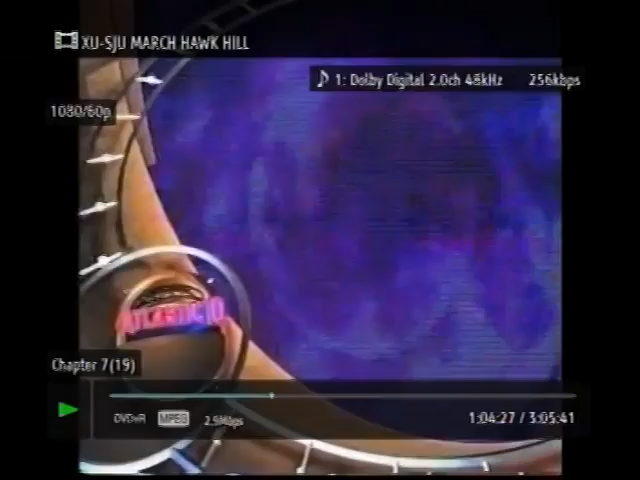 XU-SJU MARCH HAWK HILL
♪ 1: Dolby Digital 2.0ch 48kHz 256kbps
1080/60p
ATLANTIC 10
Chapter 7(19)
DVD+R MPEG 2.9Mbps 1:04:27 / 3:05:41